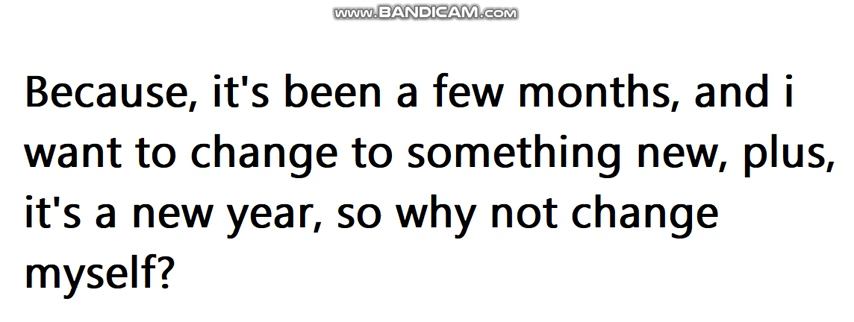 www.BANDICAM.com
Because, it's been a few months, and i
want to change to something new, plus,
it's a new year, so why not change
myself?